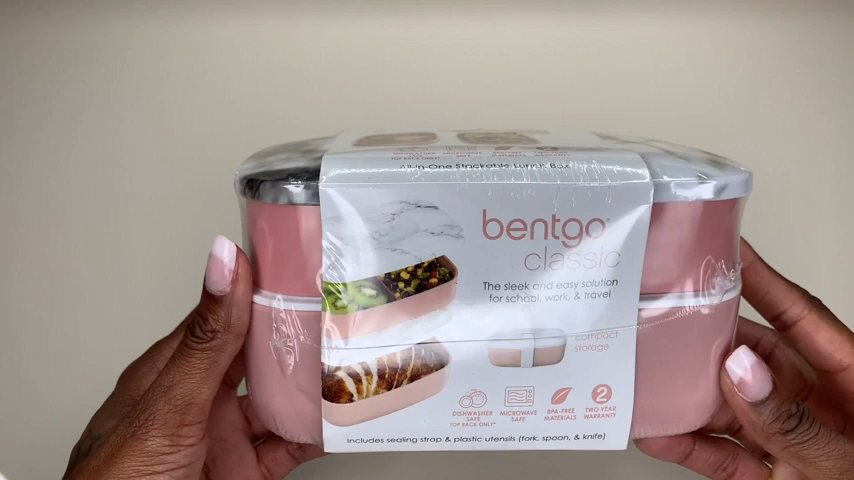 All-In-One Stackable Lunch Box
bentgo®
classic
The sleek and easy solution
for school, work, & travel
compact
storage
DISHWASHER
SAFE
TOP RACK ONLY*
MICROWAVE
SAFE
BPA-FREE
MATERIALS
2
TWO YEAR
WARRANTY
Includes sealing strap & plastic utensils (fork, spoon, & knife)